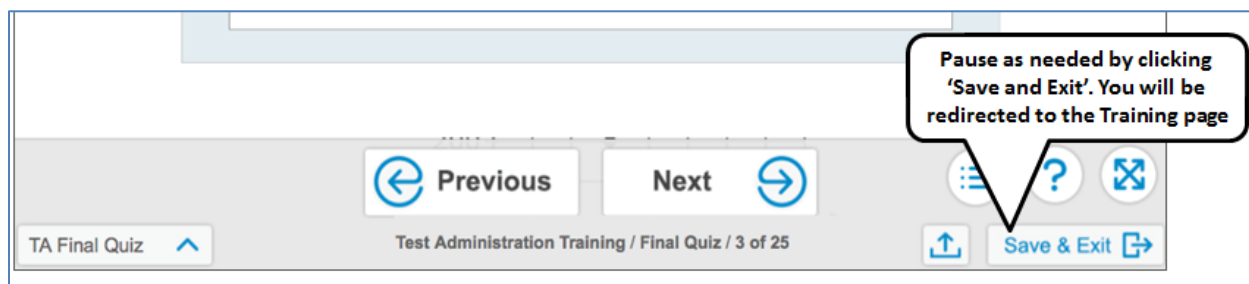 Pause as needed by clicking
'Save and Exit'. You will be
redirected to the Training page
Previous
Next
?
TA Final Quiz
Test Administration Training / Final Quiz / 3 of 25
Save & Exit